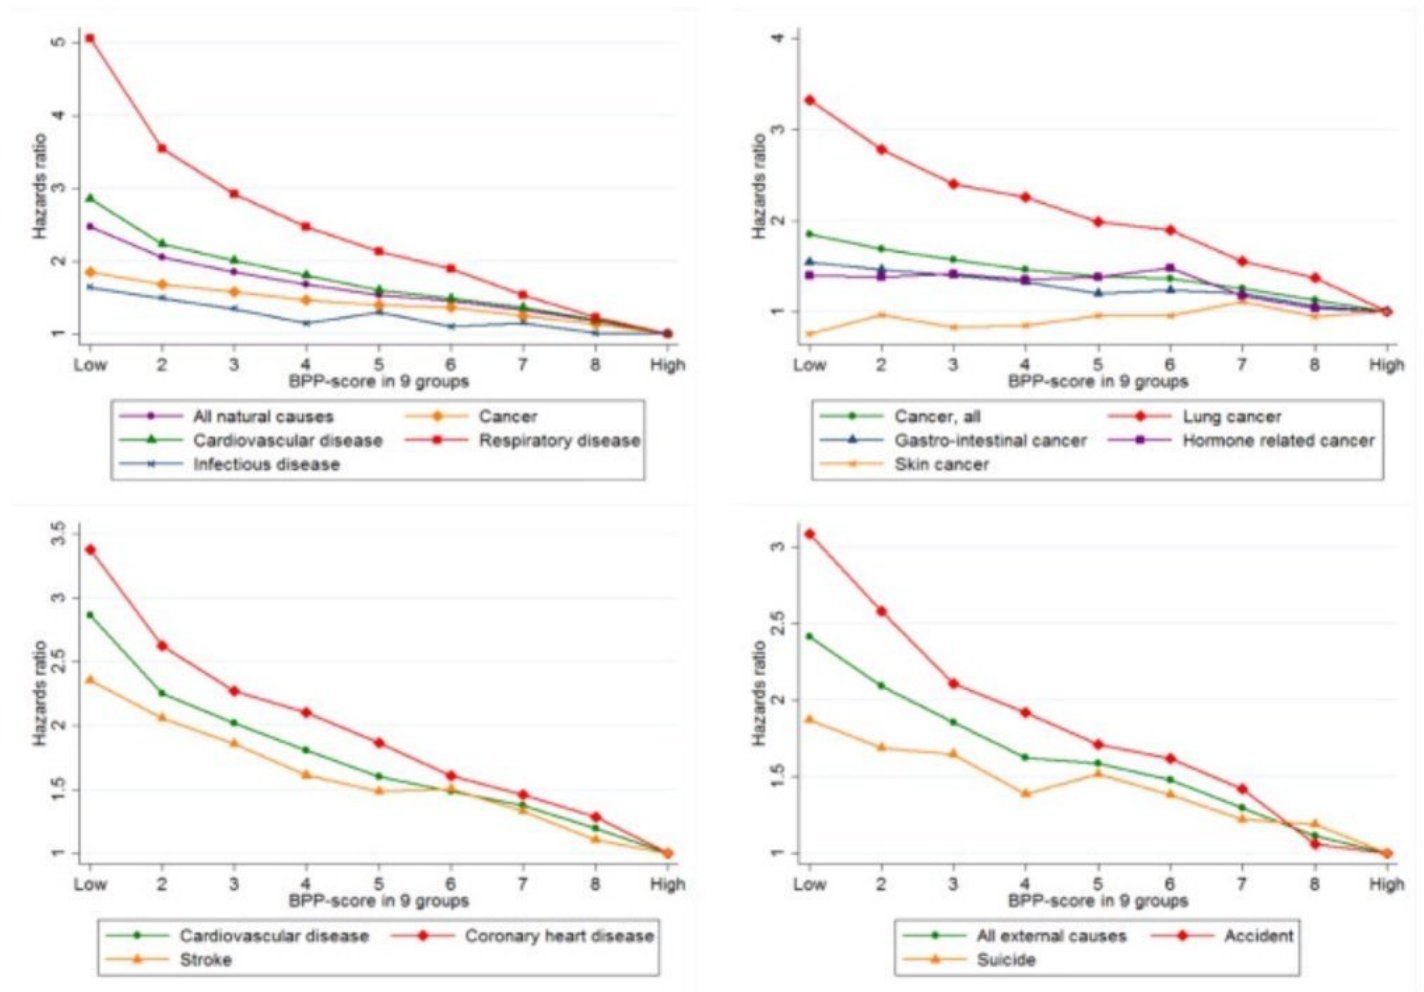 5
4
3
2
1
Hazards ratio
Low 2 3 4 5 6 7 8 High
BPP-score in 9 groups
All natural causes Cancer
Cardiovascular disease Respiratory disease
Infectious disease
4
3
2
1
Hazards ratio
Low 2 3 4 5 6 7 8 High
BPP-score in 9 groups
Cancer, all Lung cancer
Gastro-intestinal cancer Hormone related cancer
Skin cancer
3.5
3
2.5
2
1.5
1
Hazards ratio
Low 2 3 4 5 6 7 8 High
BPP-score in 9 groups
Cardiovascular disease Coronary heart disease
Stroke
3
2.5
2
1.5
1
Hazards ratio
Low 2 3 4 5 6 7 8 High
BPP-score in 9 groups
All external causes Accident
Suicide